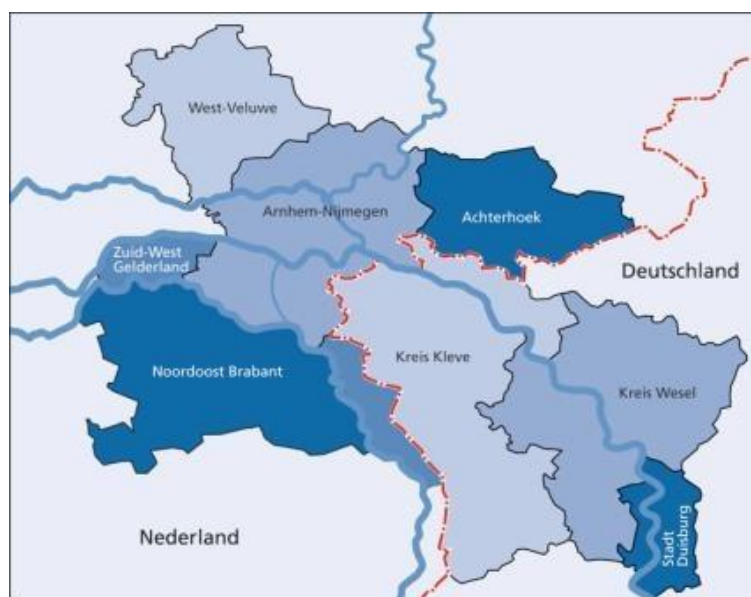 West-Veluwe
Arnhem-Nijmegen
Achterhoek
Zuid-West
Gelderland
Deutschland
Noordoost Brabant
Kreis Kleve
Kreis Wesel
Stadt
Duisburg
Nederland